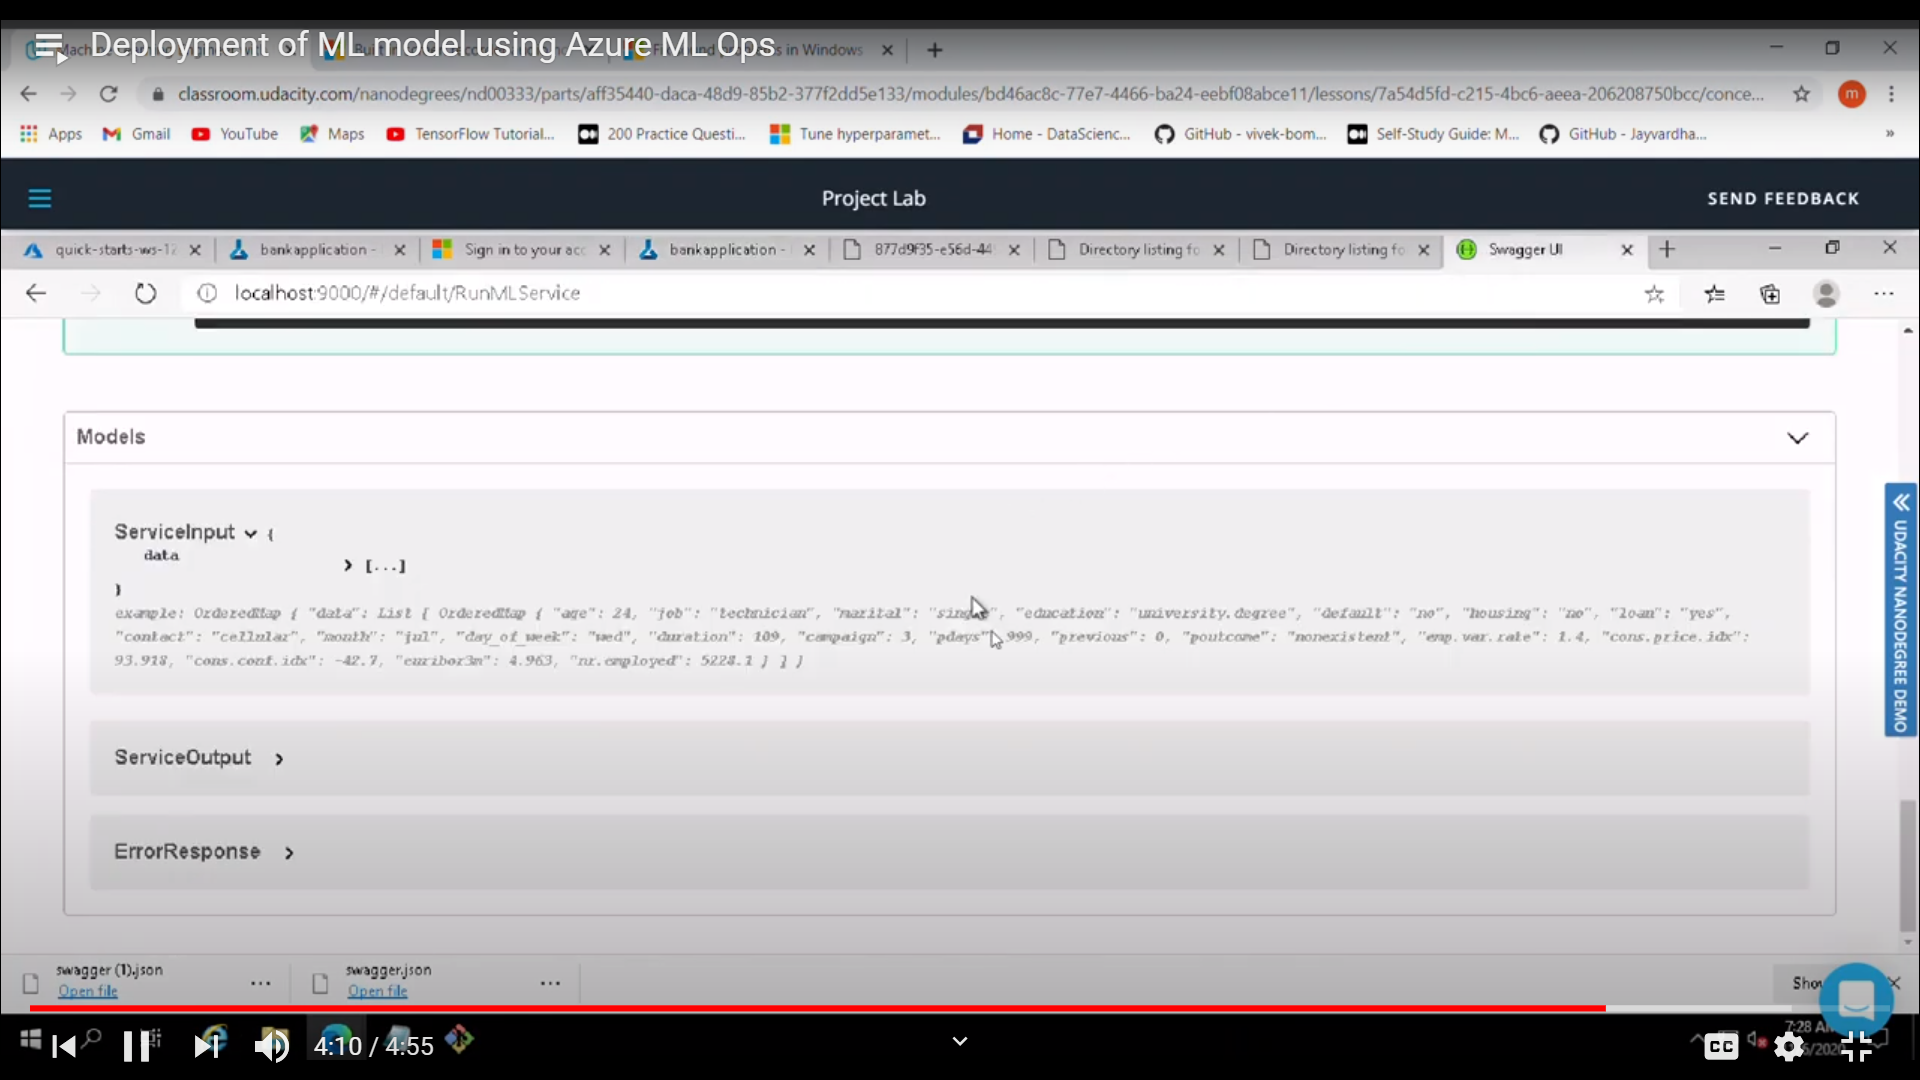 Deployment of ML model using Azure ML Ops
in Windows
classroom.udacity.com/nanodegrees/nd00333/parts/aff35440-daca-48d9-85b2-377f2dd5e133/modules/bd46ac8c-77e7-4466-ba24-eebf08abce11/lessons/7a54d5fd-c215-4bc6-aeea-206208750bcc/conce...
m
Apps Gmail YouTube Maps TensorFlow Tutorial... 200 Practice Questi... Tune hyperparamet... Home - DataScienc... GitHub - vivek-bom... Self-Study Guide: M... GitHub - Jayvardha... »
Project Lab SEND FEEDBACK
quick-starts-ws-12 bankapplication - Sign in to your acc bankapplication - 877d9f35-e56d-44 Directory listing fo Directory listing fo Swagger UI
localhost:9000/#/default/RunMLService
Models
ServiceInput {
data
[...]
}
example: OrderedMap { "data": List [ OrderedMap { "age": 24, "job": "technician", "marital": "single", "education": "university.degree", "default": "no", "housing": "no", "loan": "yes",
"contact": "cellular", "month": "jul", "day_of_week": "wed", "duration": 109, "campaign": 3, "pdays": 999, "previous": 0, "poutcome": "nonexistent", "emp.var.rate": 1.4, "cons.price.idx":
93.918, "cons.conf.idx": -42.7, "euribor3m": 4.963, "nr.employed": 5228.1 } ] }
ServiceOutput
ErrorResponse
UDACITY NANODEGREE DEMO
swagger (1).json
Open file
swagger.json
Open file
4:10 / 4:55
CC
7:28